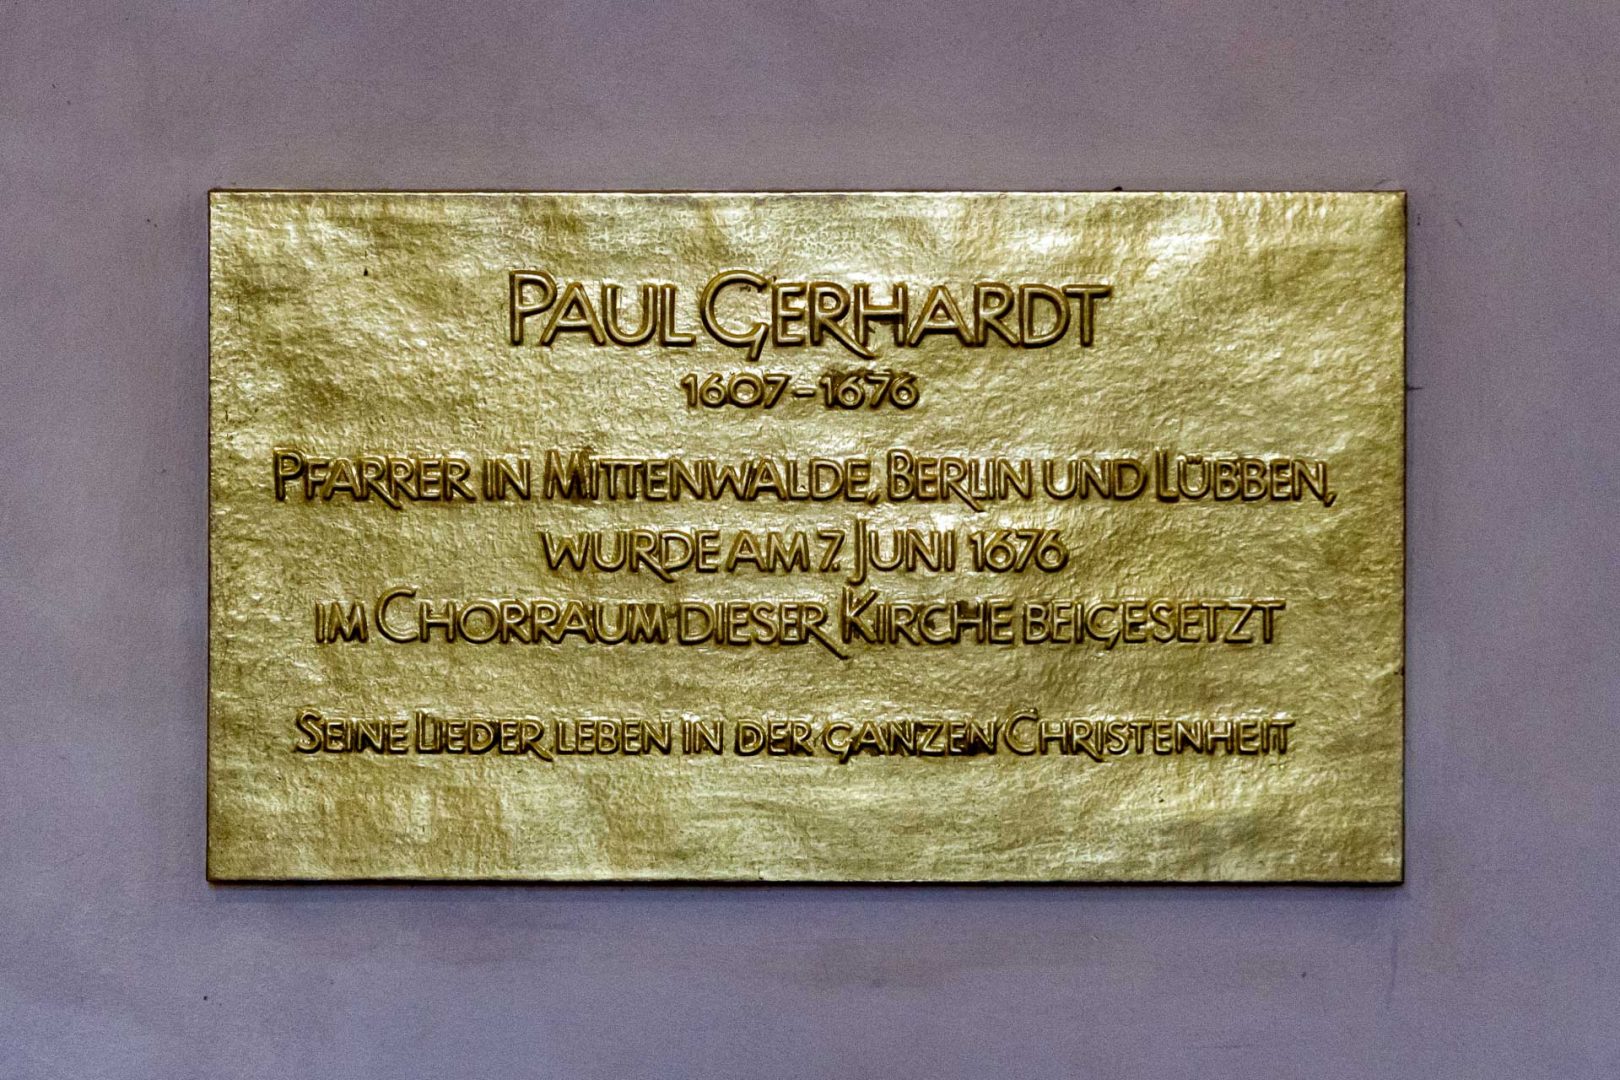 PAUL GERHARDT
1607-1676
PFARRER IN MITTENWALDE, BERLIN UND LÜBBEN,
WURDE AM 7. JUNI 1676
IM CHORRAUM DIESER KIRCHE BEIGESETZT
SEINE LIEDER LEBEN IN DER GANZEN CHRISTENHEIT